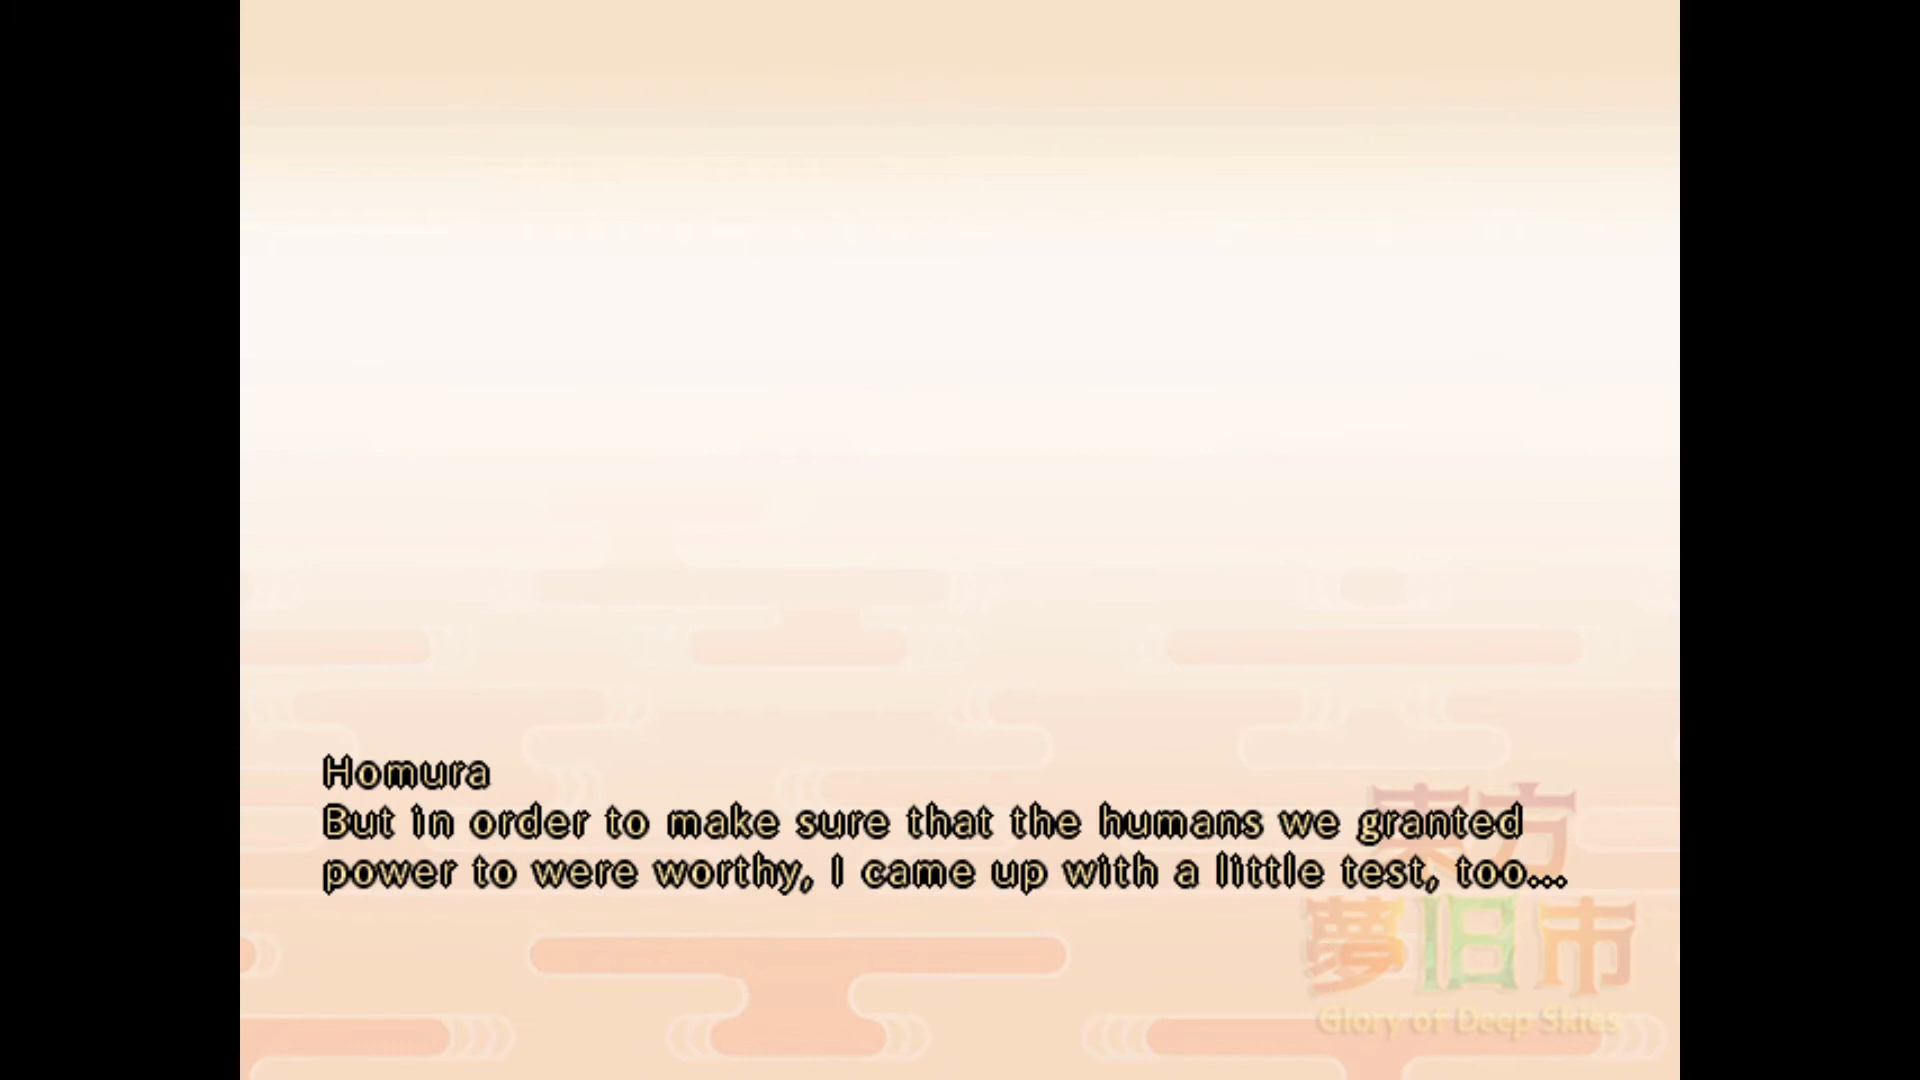 Homura
But in order to make sure that the humans we granted
power to were worthy, I came up with a little test, too...
東方
夢旧市
Glory of Deep Skies